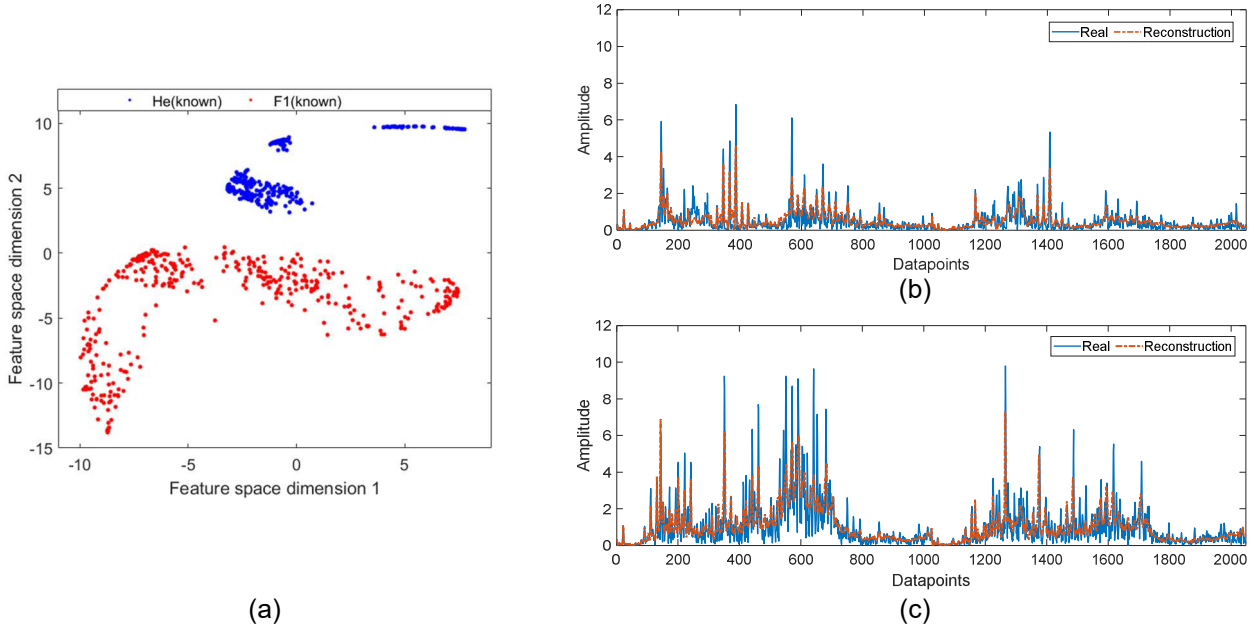 He(known) F1(known)
10
5
0
-5
-10
-15
-10 -5 0 5
Feature space dimension 2
Feature space dimension 1
(a)
12
10
8
6
4
2
0
Real Reconstruction
Amplitude
0 200 400 600 800 1000 1200 1400 1600 1800 2000
Datapoints
(b)
12
10
8
6
4
2
0
Real Reconstruction
Amplitude
0 200 400 600 800 1000 1200 1400 1600 1800 2000
Datapoints
(c)